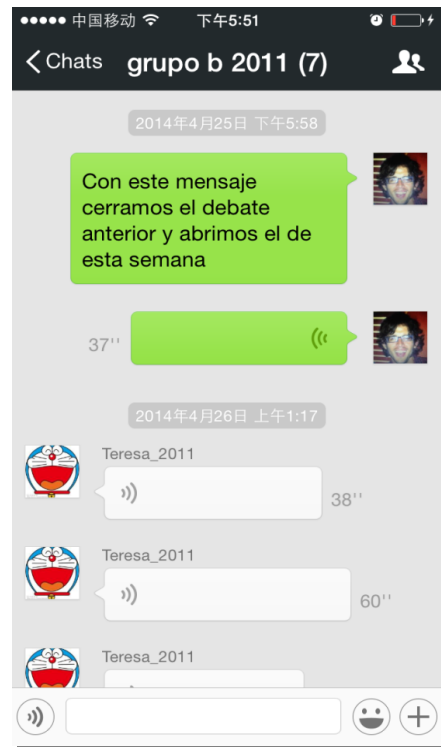 中国移动 下午5:51
Chats grupo b 2011 (7)
2014年4月25日 下午5:58
Con este mensaje
cerramos el debate
anterior y abrimos el de
esta semana
37''
2014年4月26日 上午1:17
Teresa_2011
38''
Teresa_2011
60''
Teresa_2011